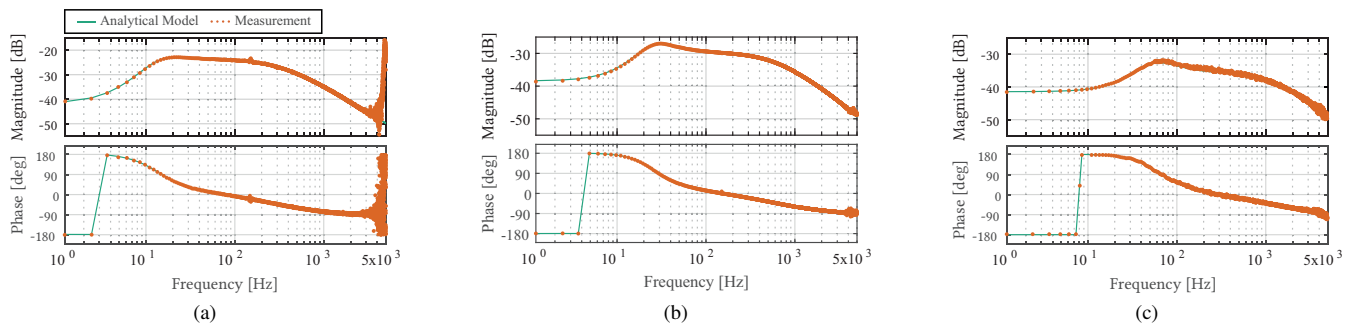 Analytical Model Measurement
Magnitude [dB]
-20
-30
-40
-50
Phase [deg]
180
90
0
-90
-180
10^0 10^1 10^2 10^3 5x10^3
Frequency [Hz]
(a)
Magnitude [dB]
-30
-40
-50
Phase [deg]
180
90
0
-90
-180
10^0 10^1 10^2 10^3 5x10^3
Frequency [Hz]
(b)
Magnitude [dB]
-30
-40
-50
Phase [deg]
180
90
0
-90
-180
10^0 10^1 10^2 10^3 5x10^3
Frequency [Hz]
(c)